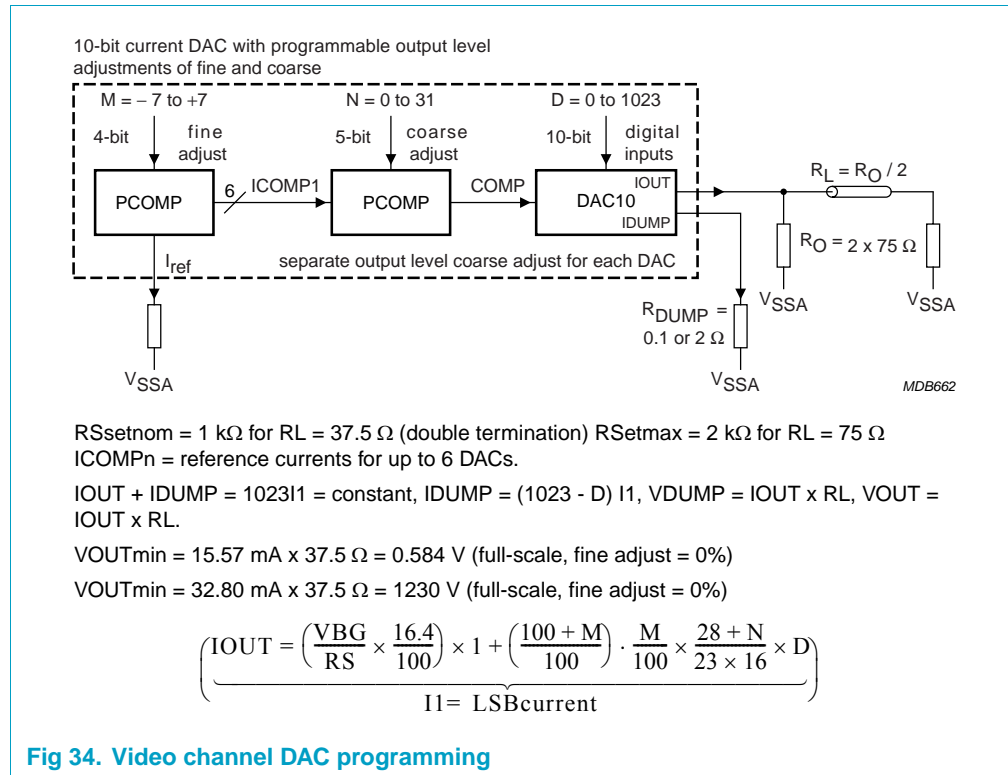 10-bit current DAC with programmable output level
adjustments of fine and coarse
M = – 7 to +7
N = 0 to 31
D = 0 to 1023
4-bit
fine
adjust
5-bit
coarse
adjust
10-bit
digital
inputs
PCOMP
6
ICOMP1
PCOMP
COMP
IOUT
DAC10
IDUMP
RL = RO / 2
RO = 2 x 75 Ω
Iref
separate output level coarse adjust for each DAC
VSSA
VSSA
RDUMP =
0.1 or 2 Ω
VSSA
VSSA
MDB662
RSsetnom = 1 kΩ for RL = 37.5 Ω (double termination) RSetmax = 2 kΩ for RL = 75 Ω
ICOMPn = reference currents for up to 6 DACs.
IOUT + IDUMP = 1023I1 = constant, IDUMP = (1023 - D) I1, VDUMP = IOUT x RL, VOUT =
IOUT x RL.
VOUTmin = 15.57 mA x 37.5 Ω = 0.584 V (full-scale, fine adjust = 0%)
VOUTmin = 32.80 mA x 37.5 Ω = 1230 V (full-scale, fine adjust = 0%)
(IOUT = (VBG/RS × 16.4/100) × 1 + ((100 + M)/100) · M/100 × (28 + N)/(23 × 16) × D)
I1= LSBcurrent
Fig 34. Video channel DAC programming